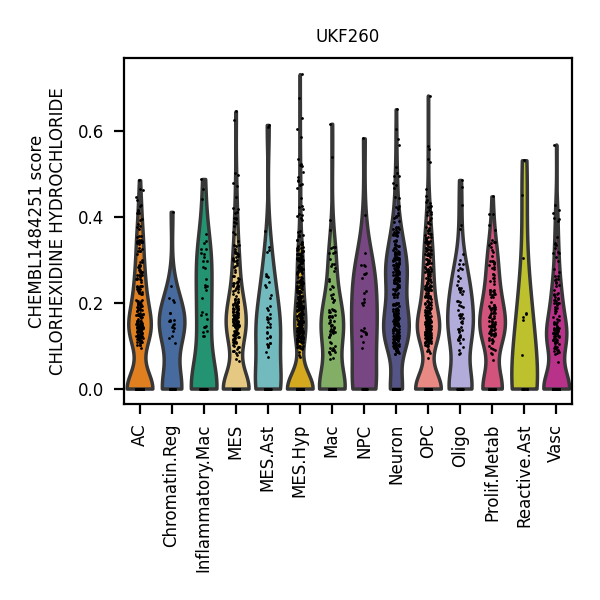 UKF260
CHEMBL1484251 score
CHLORHEXIDINE HYDROCHLORIDE
0.6
0.4
0.2
0.0
AC
Chromatin.Reg
Inflammatory.Mac
MES
MES.Ast
MES.Hyp
Mac
NPC
Neuron
OPC
Oligo
Prolif.Metab
Reactive.Ast
Vasc